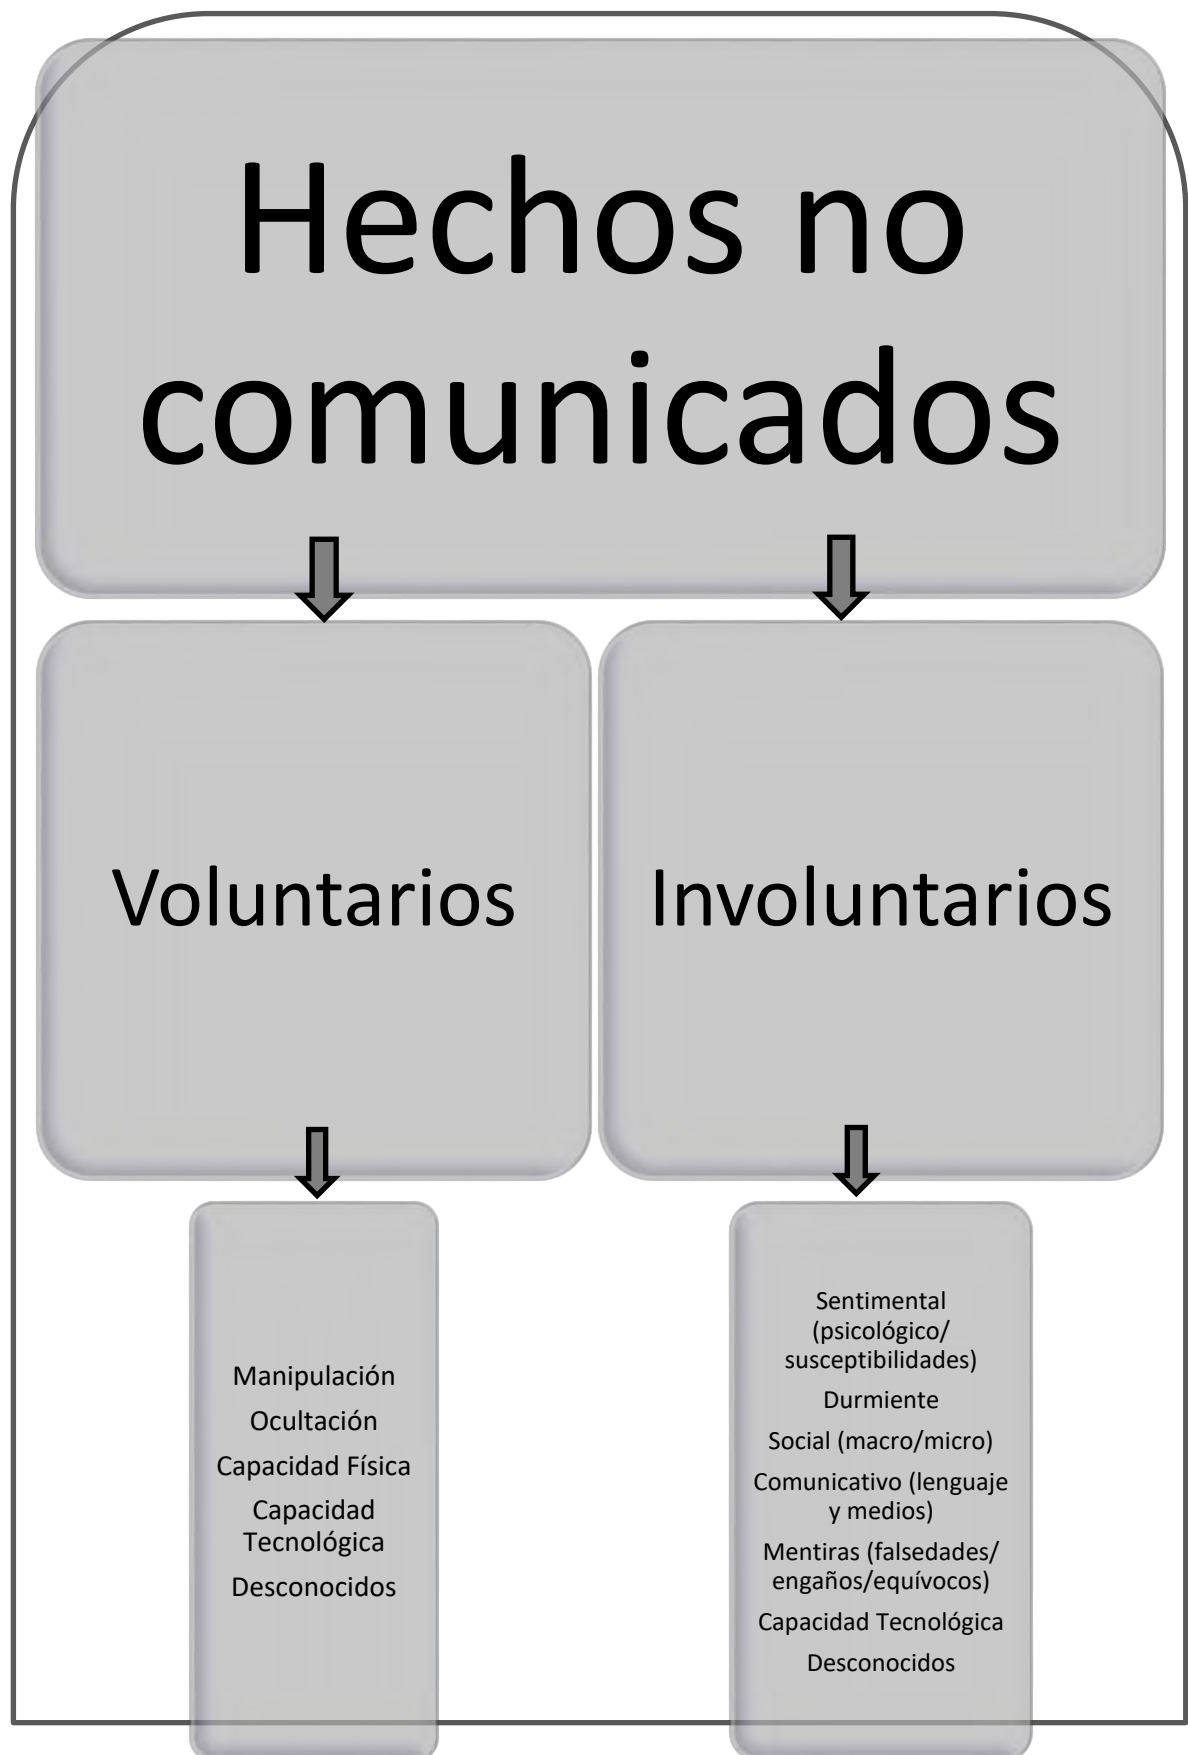 Hechos no
comunicados
Voluntarios
Involuntarios
Manipulación
Ocultación
Capacidad Física
Capacidad
Tecnológica
Desconocidos
Sentimental
(psicológico/
susceptibilidades)
Durmiente
Social (macro/micro)
Comunicativo (lenguaje
y medios)
Mentiras (falsedades/
engaños/equívocos)
Capacidad Tecnológica
Desconocidos